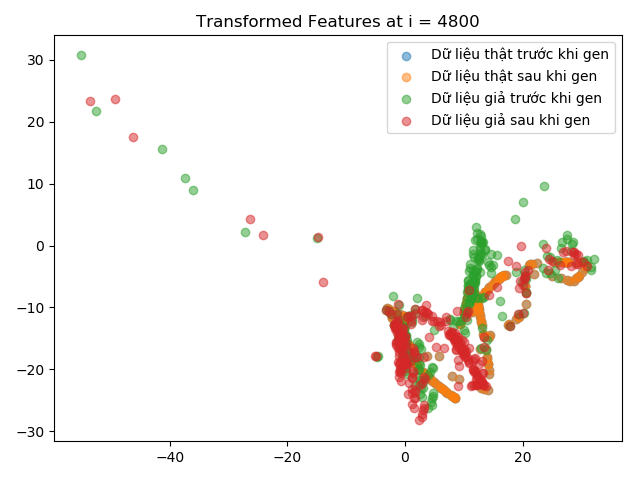 Transformed Features at i = 4800
Dữ liệu thật trước khi gen
Dữ liệu thật sau khi gen
Dữ liệu giả trước khi gen
Dữ liệu giả sau khi gen
30
20
10
0
−10
−20
−30
−40 −20 0 20